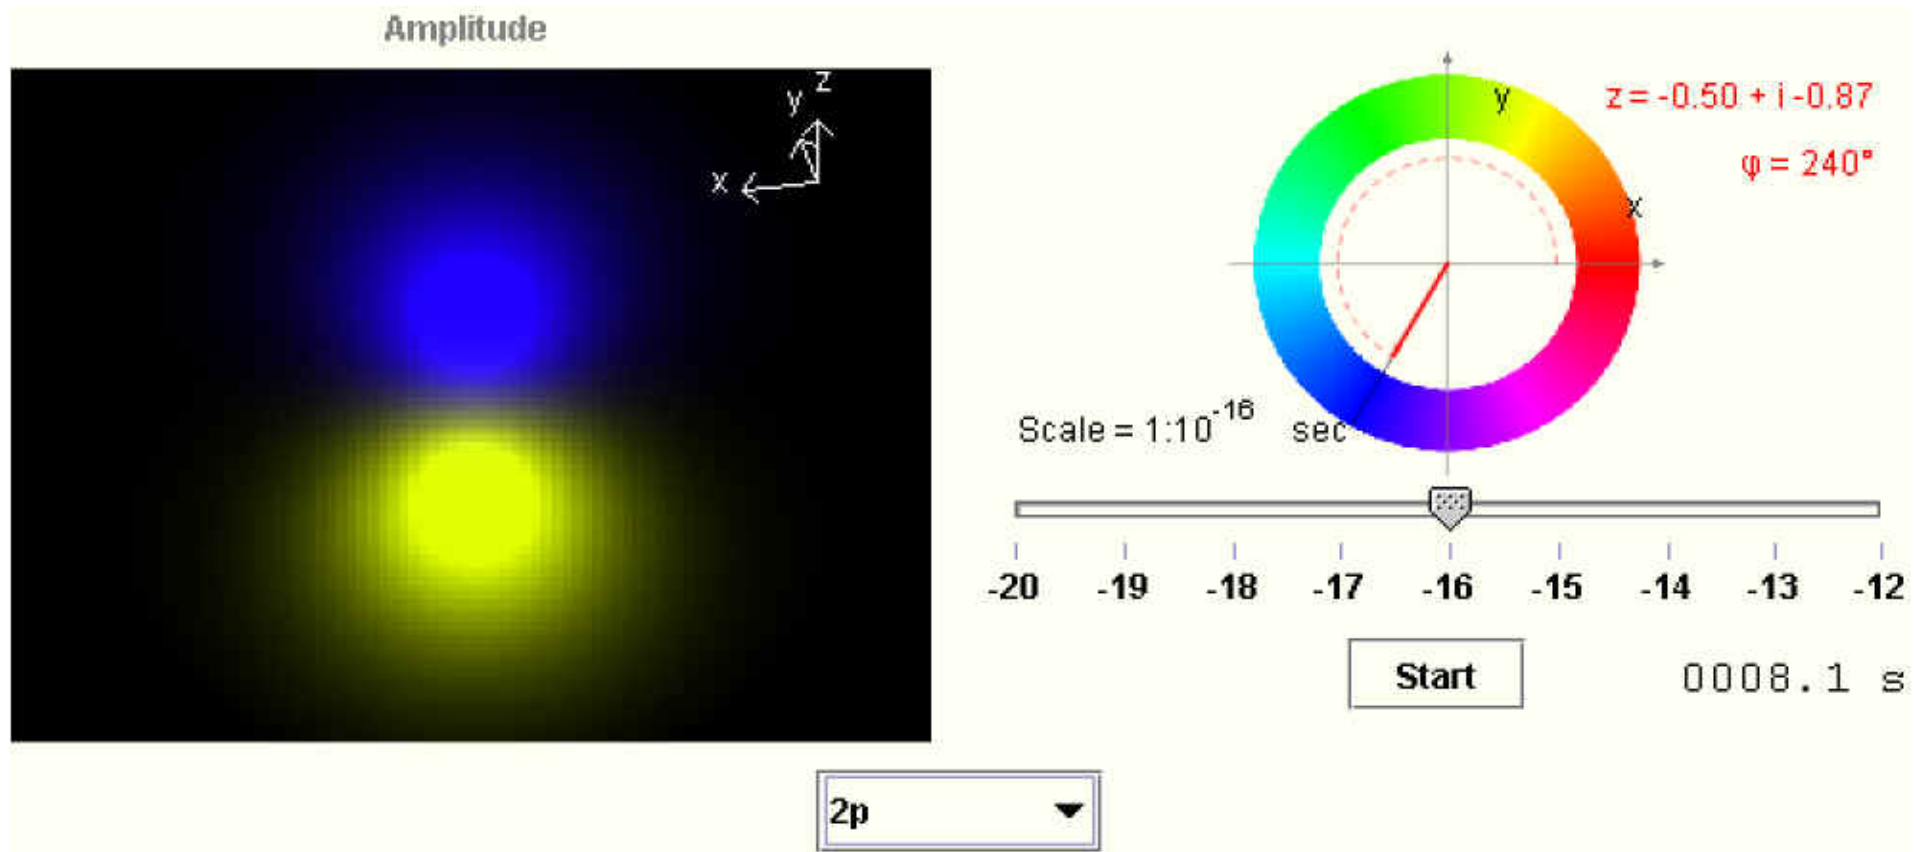 Amplitude
z
y
x
y
x
z = -0.50 + i -0.87
φ = 240°
Scale = 1:10⁻¹⁶ sec
-20 -19 -18 -17 -16 -15 -14 -13 -12
Start
0008.1 s
2p